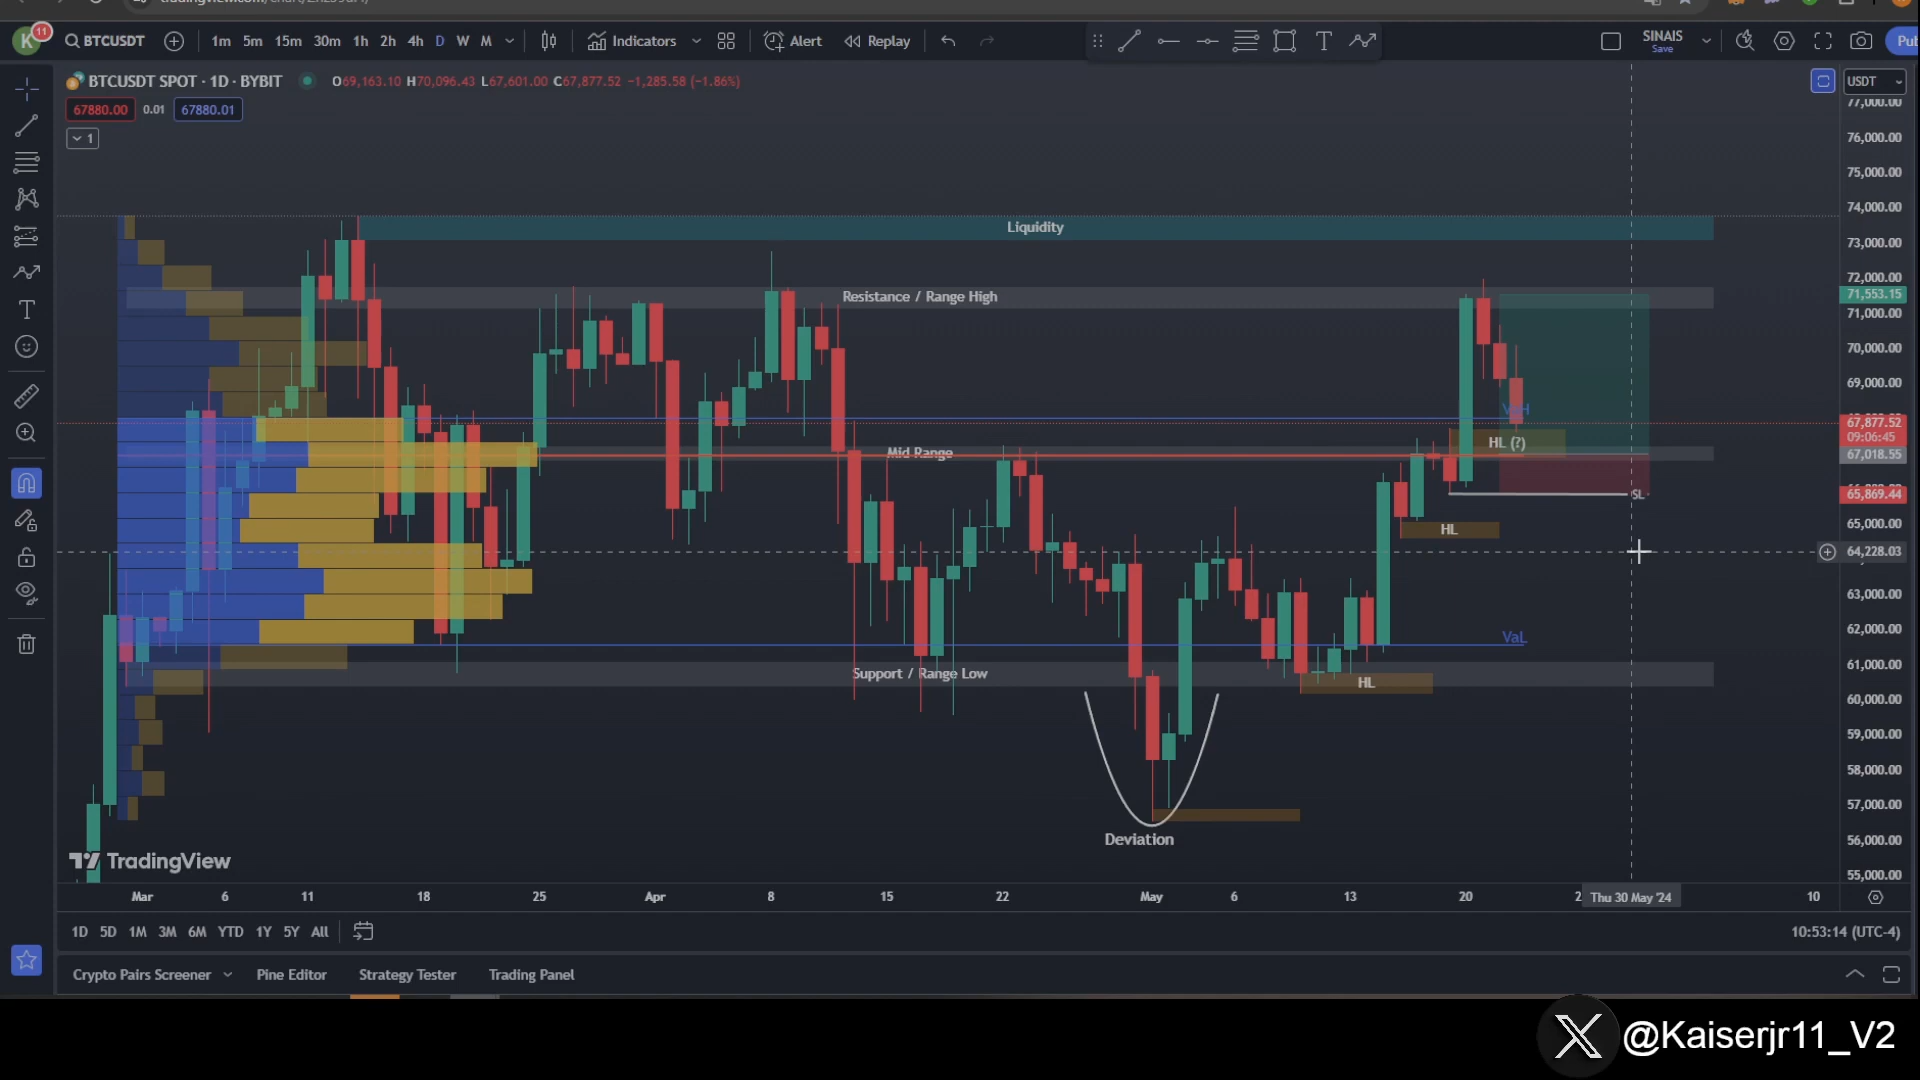 K 11 BTCUSDT 1m 5m 15m 30m 1h 2h 4h D W M Indicators Alert Replay T SINAIS Save Pub
BTCUSDT SPOT · 1D · BYBIT O69,163.10 H70,096.43 L67,601.00 C67,877.52 −1,285.58 (−1.86%) USDT
67880.00 0.01 67880.01
1
77,000.00
76,000.00
75,000.00
74,000.00
Liquidity
73,000.00
72,000.00
Resistance / Range High 71,553.15
71,000.00
70,000.00
69,000.00
VaH
67,877.52
09:06:45
HL (?)
Mid Range 67,018.55
SL 65,869.44
HL 65,000.00
64,228.03
63,000.00
62,000.00
VaL
61,000.00
Support / Range Low
HL
60,000.00
59,000.00
58,000.00
57,000.00
Deviation 56,000.00
TradingView
55,000.00
Mar 6 11 18 25 Apr 8 15 22 May 6 13 20 2 Thu 30 May '24 10
1D 5D 1M 3M 6M YTD 1Y 5Y All 10:53:14 (UTC-4)
Crypto Pairs Screener Pine Editor Strategy Tester Trading Panel
@Kaiserjr11_V2